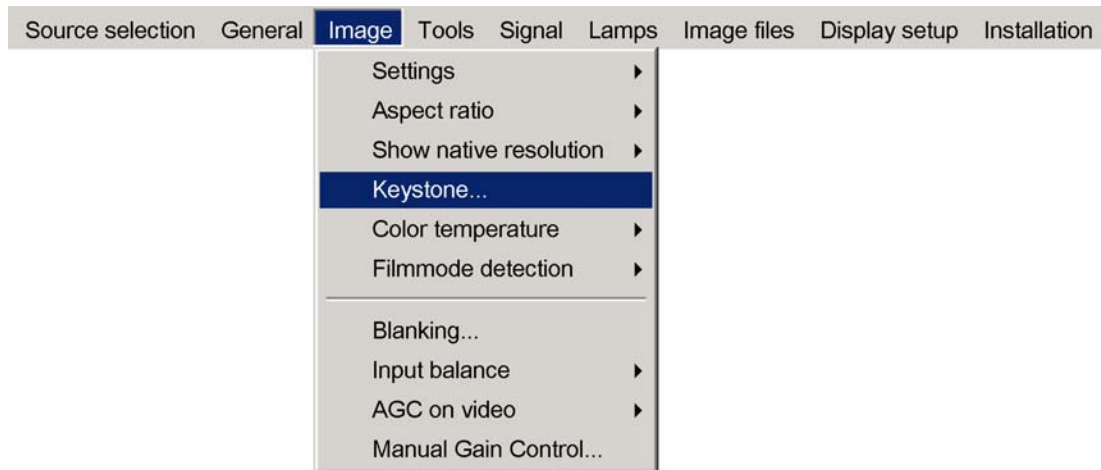 Source selection General Image Tools Signal Lamps Image files Display setup Installation
Settings
Aspect ratio
Show native resolution
Keystone...
Color temperature
Filmmode detection
Blanking...
Input balance
AGC on video
Manual Gain Control...